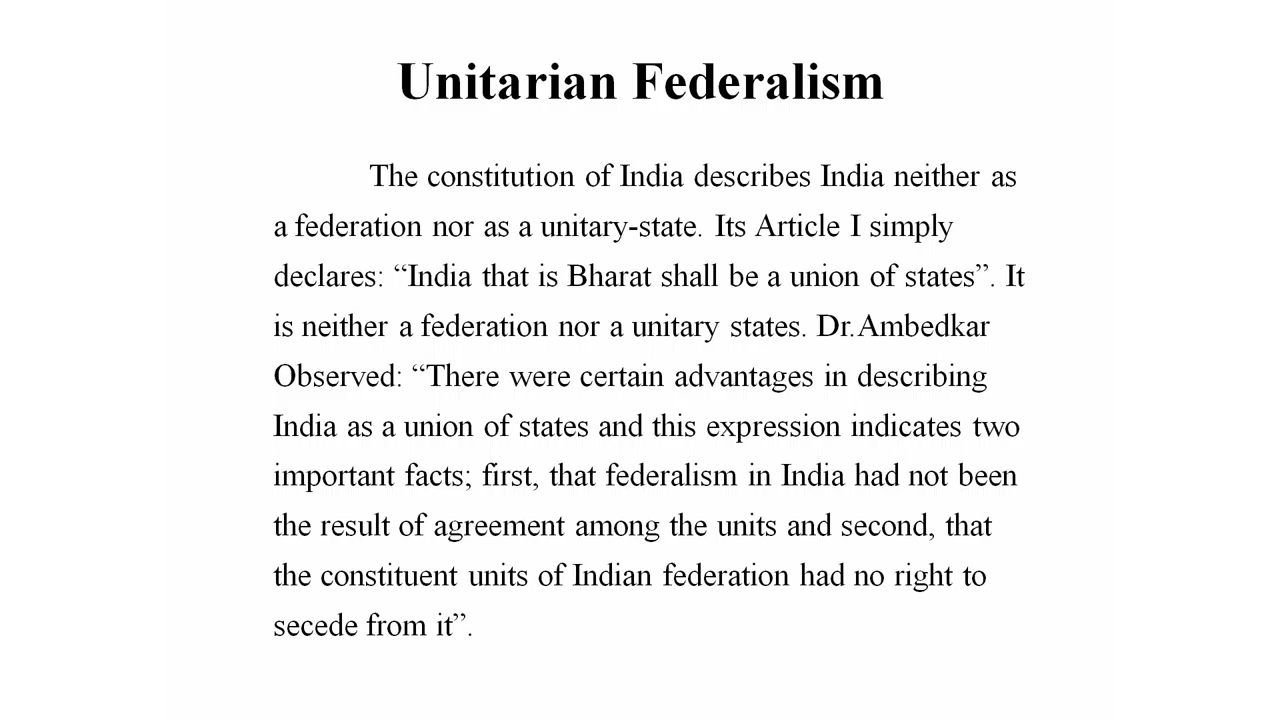 Unitarian Federalism
The constitution of India describes India neither as
a federation nor as a unitary-state. Its Article I simply
declares: “India that is Bharat shall be a union of states”. It
is neither a federation nor a unitary states. Dr.Ambedkar
Observed: “There were certain advantages in describing
India as a union of states and this expression indicates two
important facts; first, that federalism in India had not been
the result of agreement among the units and second, that
the constituent units of Indian federation had no right to
secede from it”.